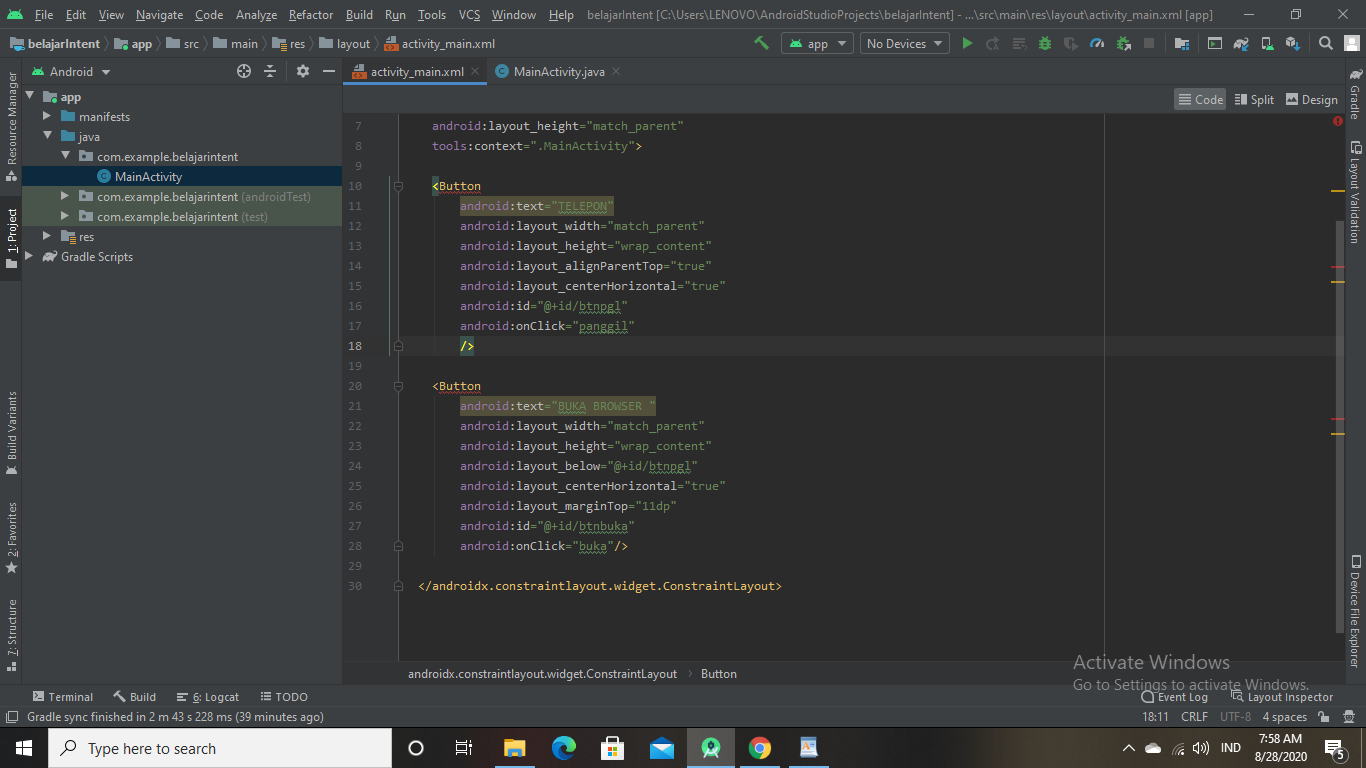 File Edit View Navigate Code Analyze Refactor Build Run Tools VCS Window Help belajarIntent [C:\Users\LENOVO\AndroidStudioProjects\belajarIntent] - ...\src\main\res\layout\activity_main.xml [app]
belajarIntent app src main res layout activity_main.xml app No Devices
Android activity_main.xml MainActivity.java
Code Split Design
Resource Manager
1: Project
Build Variants
2: Favorites
7: Structure
app
manifests
java
com.example.belajarintent
MainActivity
com.example.belajarintent (androidTest)
com.example.belajarintent (test)
res
Gradle Scripts
7 android:layout_height="match_parent"
8 tools:context=".MainActivity">
9
10 <Button
11 android:text="TELEPON"
12 android:layout_width="match_parent"
13 android:layout_height="wrap_content"
14 android:layout_alignParentTop="true"
15 android:layout_centerHorizontal="true"
16 android:id="@+id/btnpgl"
17 android:onClick="panggil"
18 />
19
20 <Button
21 android:text="BUKA BROWSER "
22 android:layout_width="match_parent"
23 android:layout_height="wrap_content"
24 android:layout_below="@+id/btnpgl"
25 android:layout_centerHorizontal="true"
26 android:layout_marginTop="11dp"
27 android:id="@+id/btnbuka"
28 android:onClick="buka"/>
29
30 </androidx.constraintlayout.widget.ConstraintLayout>
Gradle
Layout Validation
Device File Explorer
androidx.constraintlayout.widget.ConstraintLayout › Button
Activate Windows
Go to Settings to activate Windows.
Terminal Build 6: Logcat TODO Event Log Layout Inspector
Gradle sync finished in 2 m 43 s 228 ms (39 minutes ago) 18:11 CRLF UTF-8 4 spaces
Type here to search IND 7:58 AM
8/28/2020 5